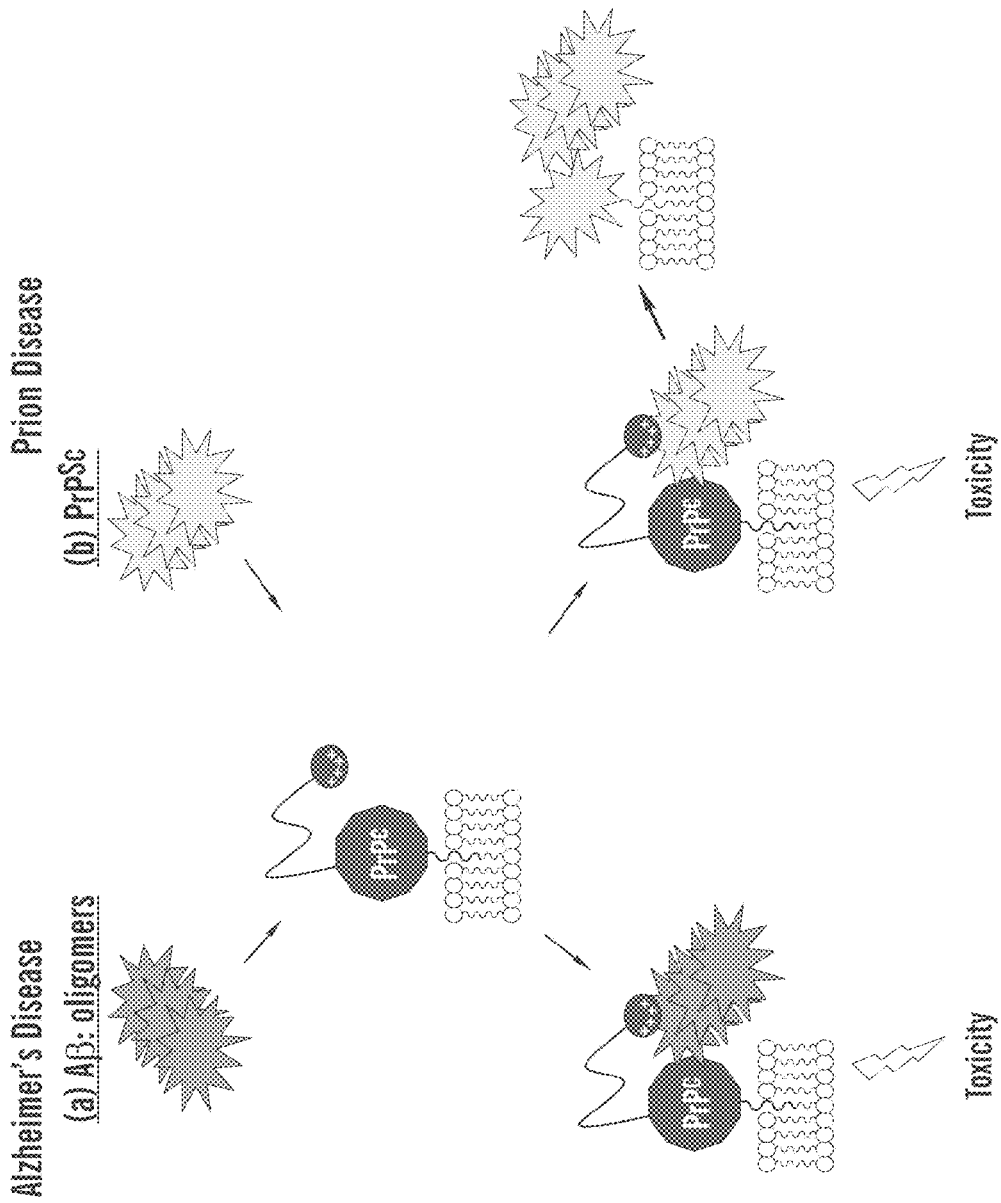 Alzheimer's Disease
(a) Aβ: oligomers
Prion Disease
(b) PrPSc
PrPC
PrPC
PrPC
Toxicity
Toxicity